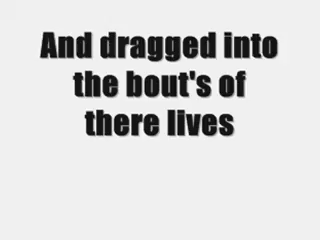 And dragged into
the bout's of
there lives